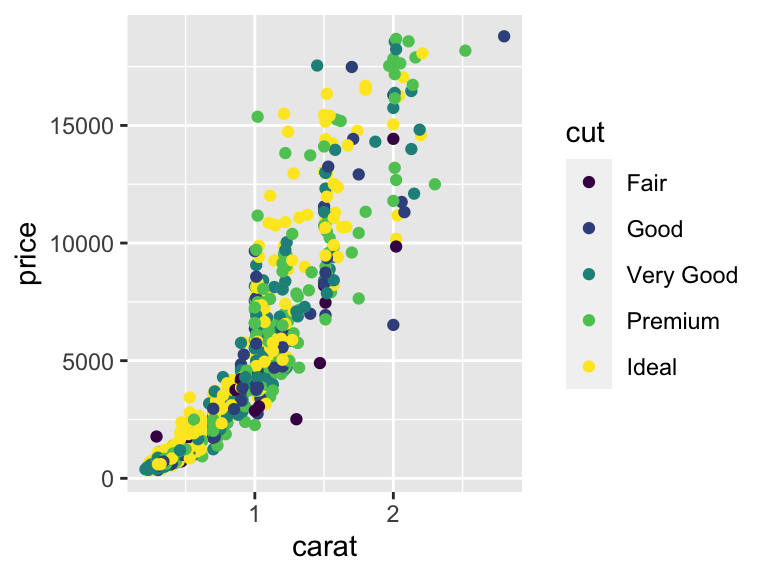 price
15000
10000
5000
0
1
2
carat
cut
Fair
Good
Very Good
Premium
Ideal